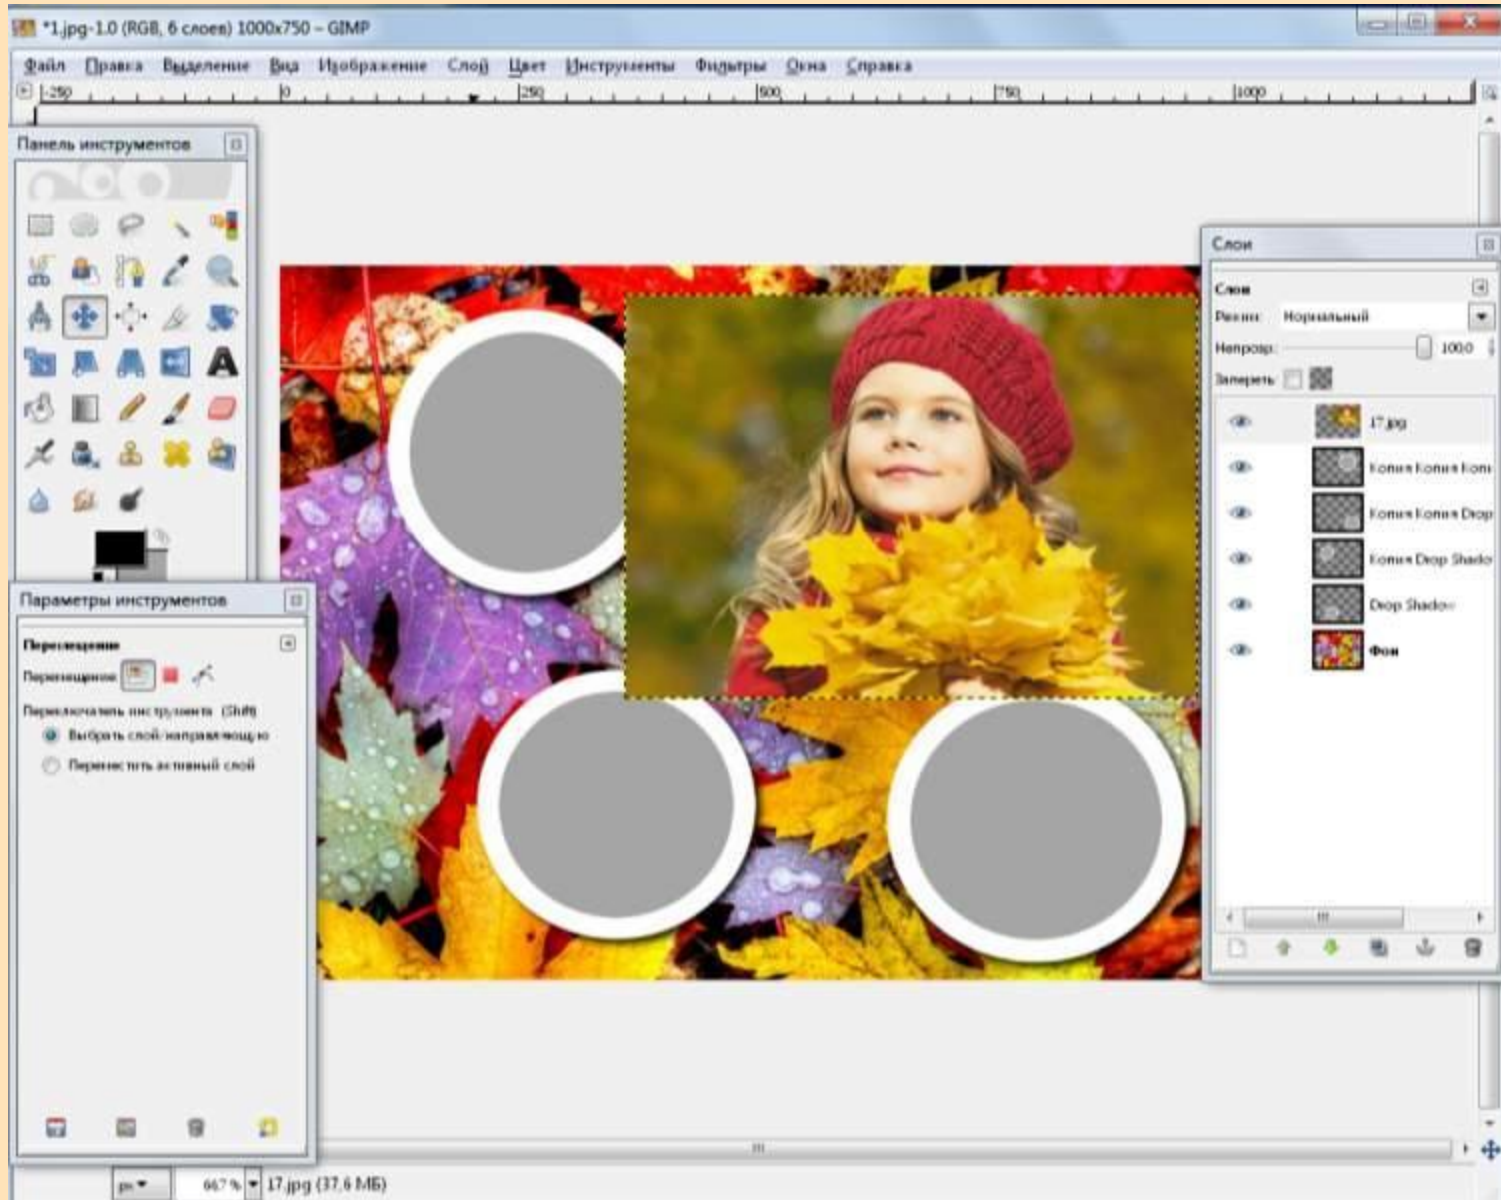 *1.jpg-1.0 (RGB, 6 слоев) 1000x750 – GIMP
Файл Правка Выделение Вид Изображение Слой Цвет Инструменты Фильтры Окна Справка
-250 0 250 500 750 1000
Панель инструментов
Параметры инструментов
Перемещение
Перемещение:
Переключатель инструмента (Shift)
Выбрать слой/направляющую
Переместить активный слой
Слои
Слои
Режим: Нормальный
Непрозр.: 100,0
Запереть:
17.jpg
Копия Копия Копи
Копия Копия Drop
Копия Drop Shado
Drop Shadow
Фон
px 66,7 % 17.jpg (37,6 МБ)